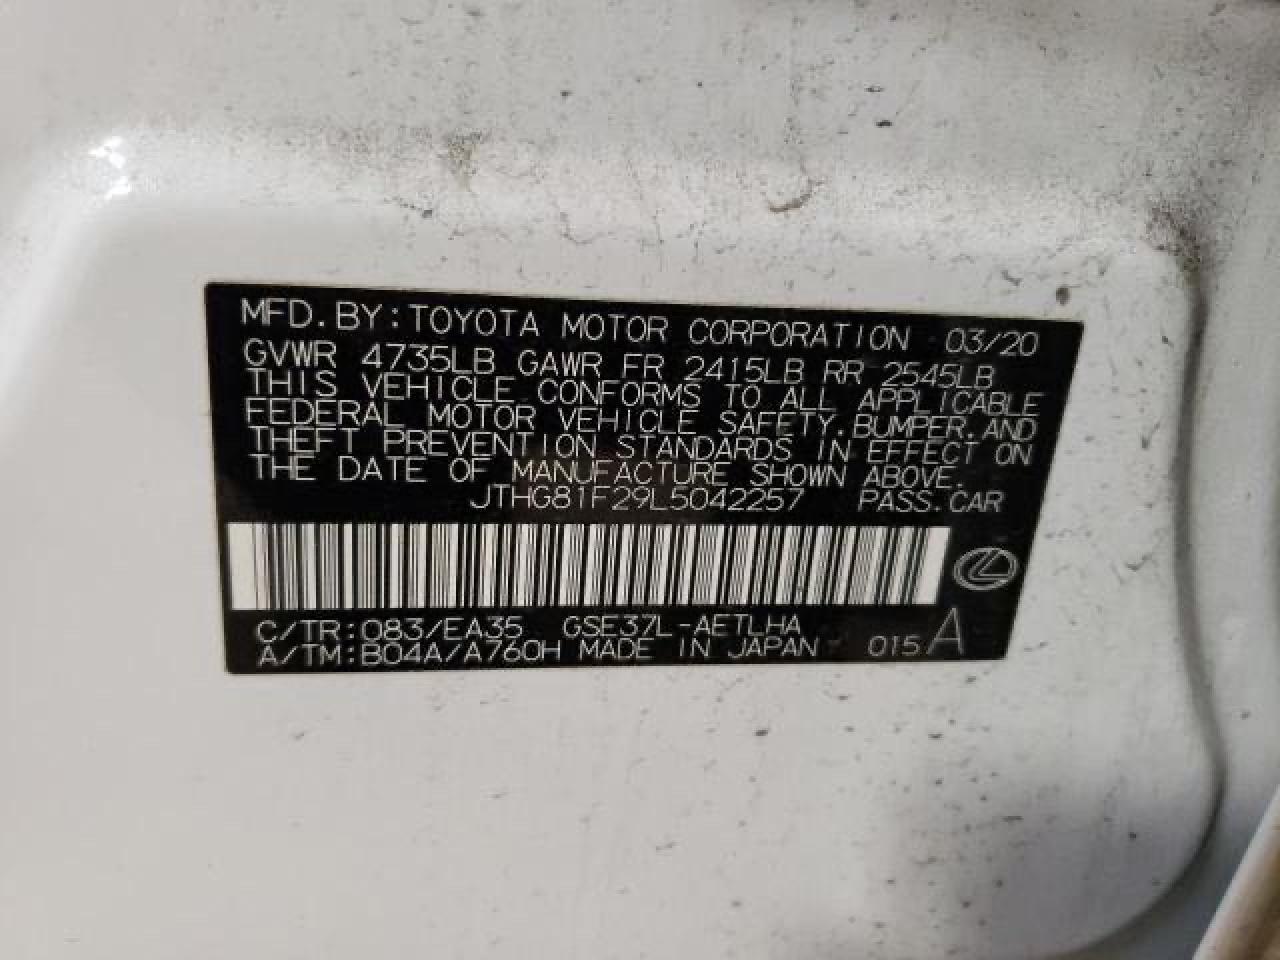 MFD.BY:TOYOTA MOTOR CORPORATION 03/20
GVWR 4735LB GAWR FR 2415LB RR 2545LB
THIS VEHICLE CONFORMS TO ALL APPLICABLE
FEDERAL MOTOR VEHICLE SAFETY,BUMPER,AND
THEFT PREVENTION STANDARDS IN EFFECT ON
THE DATE OF MANUFACTURE SHOWN ABOVE.
JTHG81F29L5042257 PASS.CAR
C/TR:083/EA35 GSE37L-AETLHA
A/TM:B04A/A760H MADE IN JAPAN 015 A